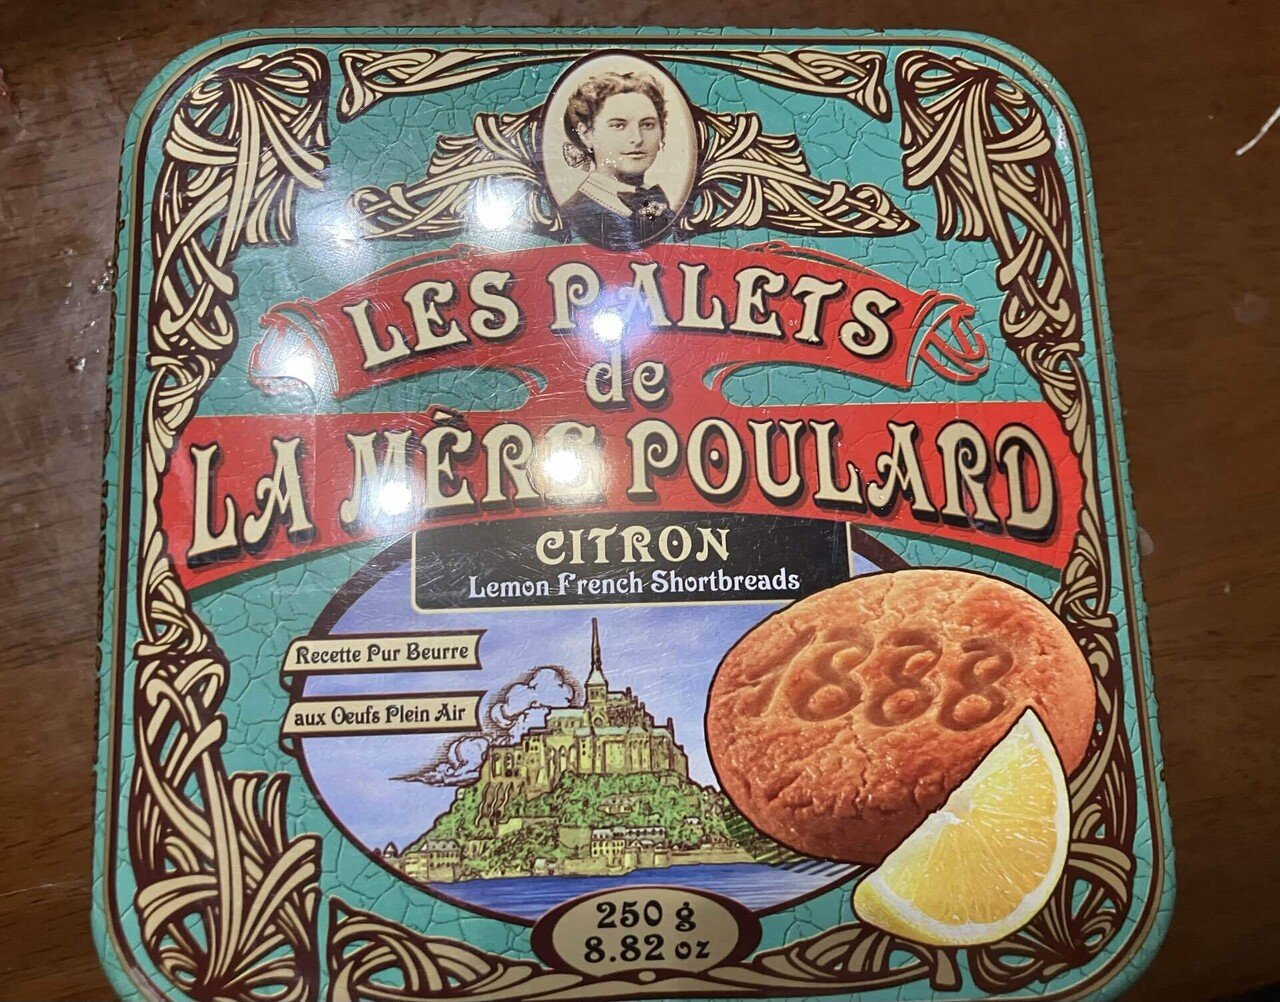 LES PALETS
de
LA MÈRE POULARD
CITRON
Lemon French Shortbreads
Recette Pur Beurre
aux Oeufs Plein Air
1888
250 g
8.82 oz